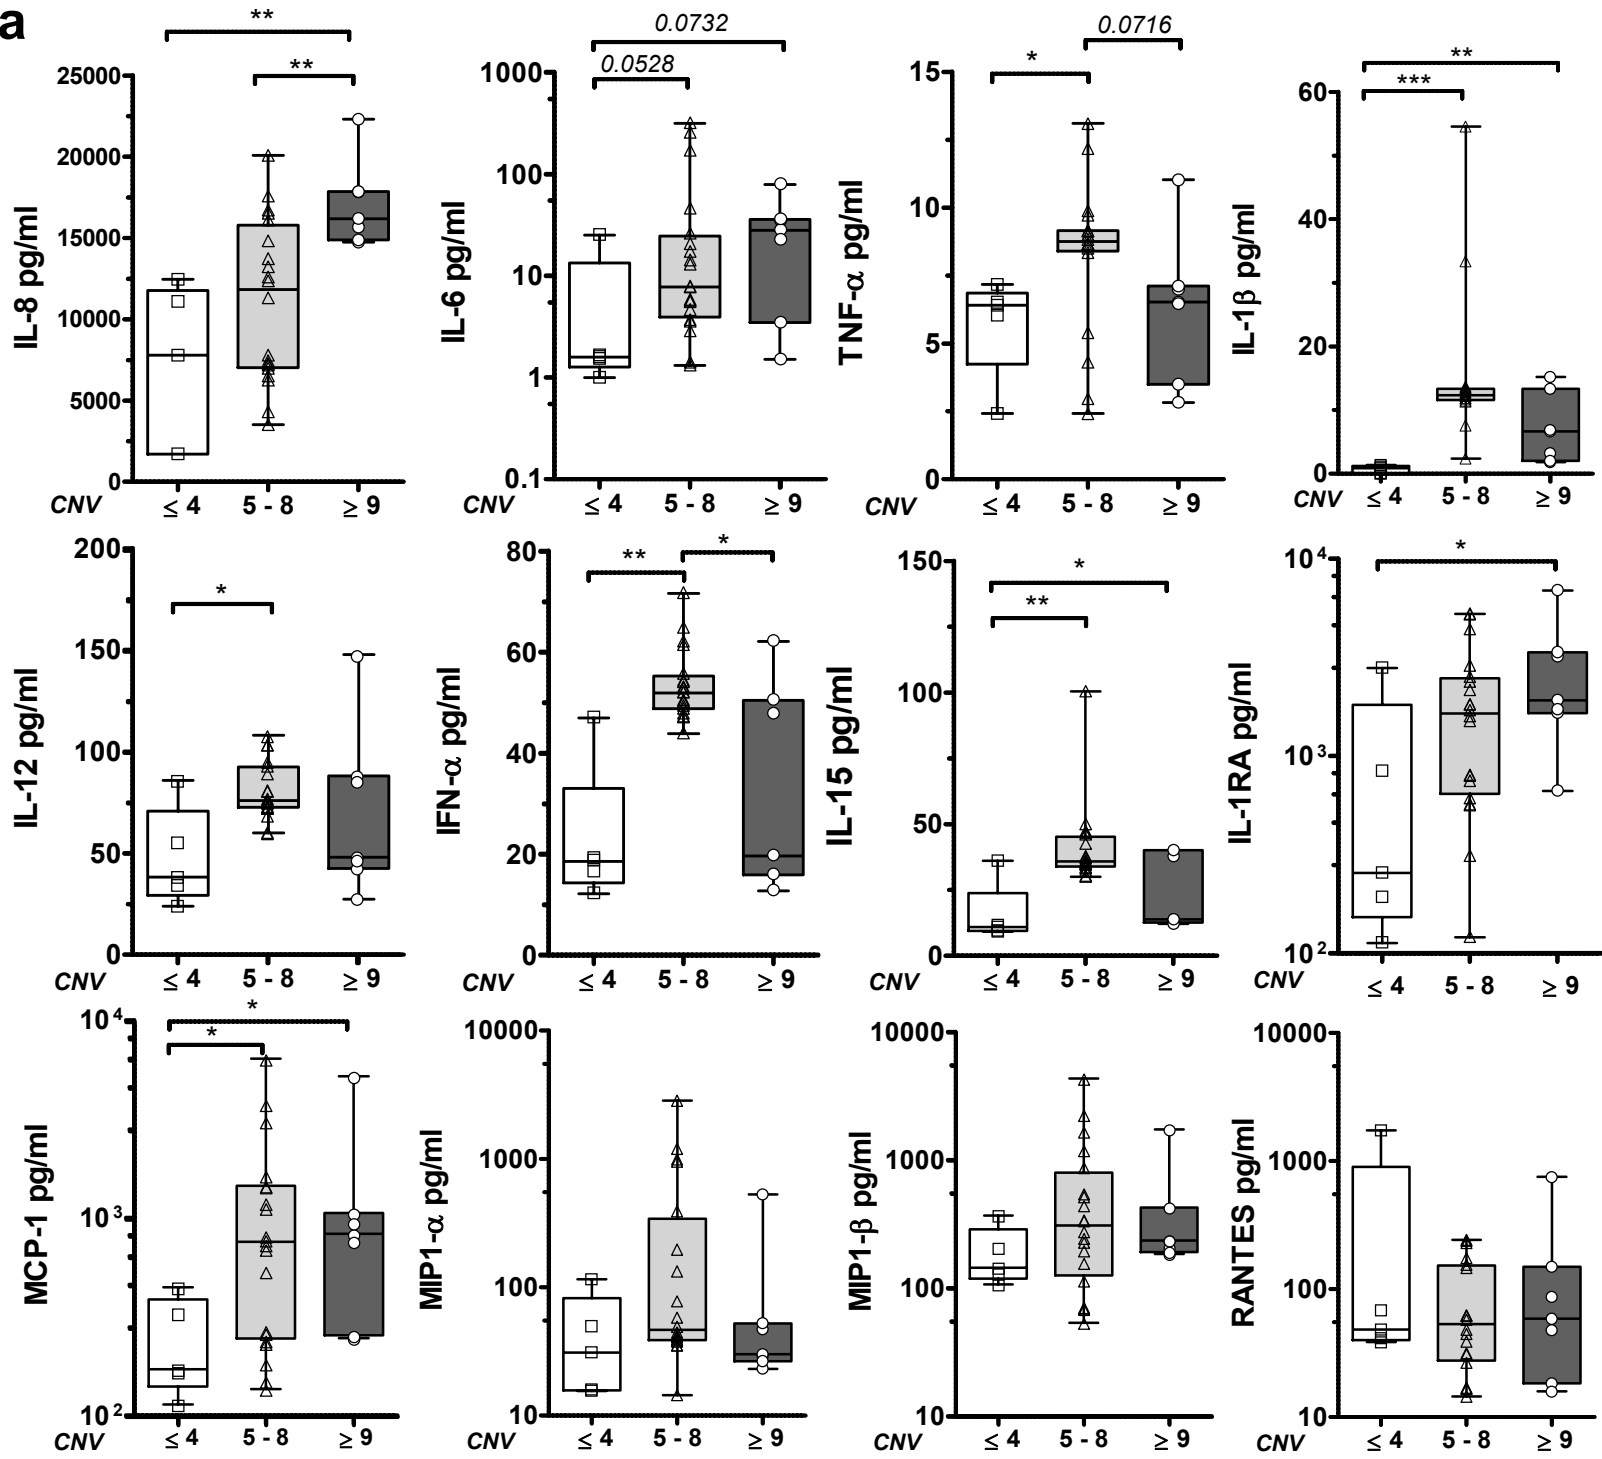 a
**
**
25000
20000
15000
10000
5000
0
IL-8 pg/ml
CNV
≤ 4
5 - 8
≥ 9
0.0732
0.0528
1000
100
10
1
0.1
IL-6 pg/ml
CNV
≤ 4
5 - 8
≥ 9
0.0716
*
15
10
5
0
TNF-α pg/ml
CNV
≤ 4
5 - 8
≥ 9
**
***
60
40
20
0
IL-1β pg/ml
CNV
≤ 4
5 - 8
≥ 9
*
200
150
100
50
0
IL-12 pg/ml
CNV
≤ 4
5 - 8
≥ 9
**
*
80
60
40
20
0
IFN-α pg/ml
CNV
≤ 4
5 - 8
≥ 9
*
**
150
100
50
0
IL-15 pg/ml
CNV
≤ 4
5 - 8
≥ 9
*
10⁴
10³
10²
IL-1RA pg/ml
CNV
≤ 4
5 - 8
≥ 9
*
*
10⁴
10³
10²
MCP-1 pg/ml
CNV
≤ 4
5 - 8
≥ 9
10000
1000
100
10
MIP1-α pg/ml
CNV
≤ 4
5 - 8
≥ 9
10000
1000
100
10
MIP1-β pg/ml
CNV
≤ 4
5 - 8
≥ 9
10000
1000
100
10
RANTES pg/ml
CNV
≤ 4
5 - 8
≥ 9